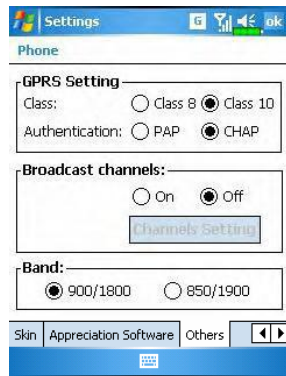 Settings G ok
Phone
GPRS Setting
Class: Class 8 Class 10
Authentication: PAP CHAP
Broadcast channels:
On Off
Channels Setting
Band:
900/1800 850/1900
Skin Appreciation Software Others